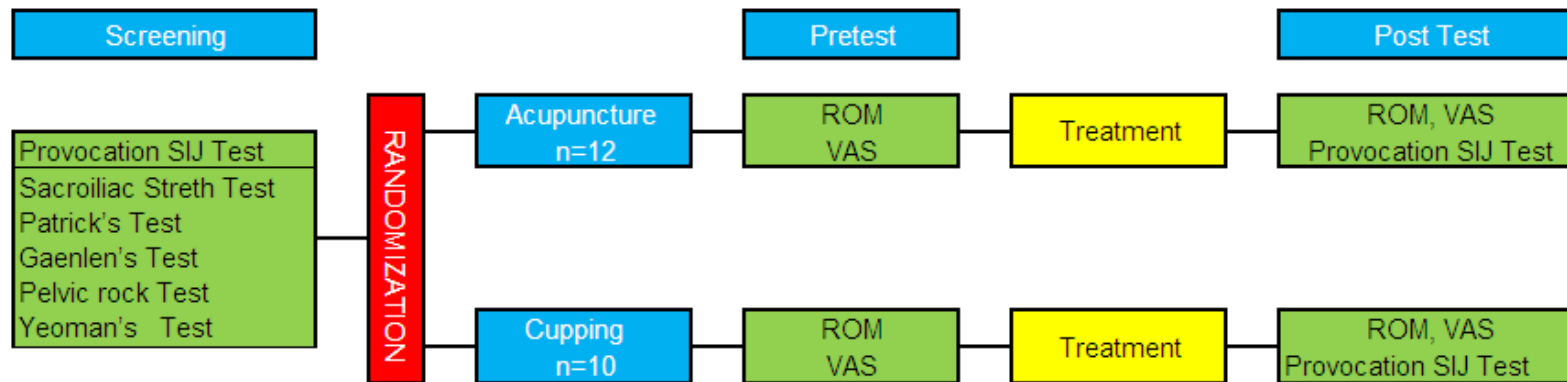 Screening
Pretest
Post Test
Provocation SIJ Test
Sacroiliac Streth Test
Patrick's Test
Gaenlen's Test
Pelvic rock Test
Yeoman's Test
RANDOMIZATION
Acupuncture
n=12
ROM
VAS
Treatment
ROM, VAS
Provocation SIJ Test
Cupping
n=10
ROM
VAS
Treatment
ROM, VAS
Provocation SIJ Test